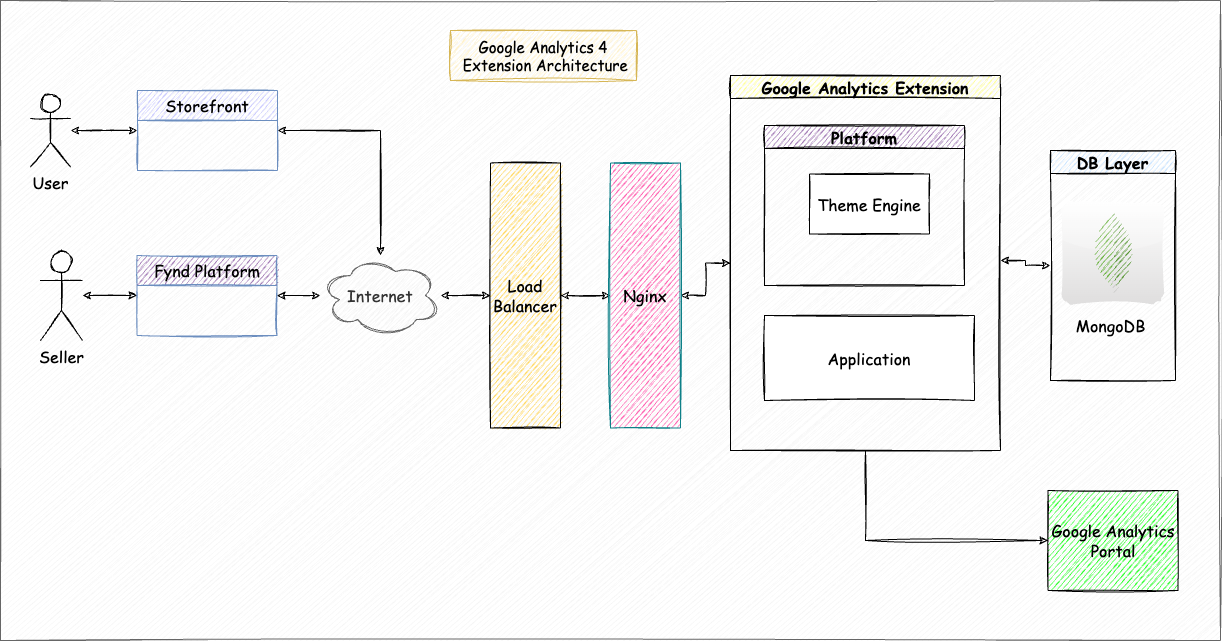 Google Analytics 4
Extension Architecture
Google Analytics Extension
Storefront
Platform
DB Layer
User
Theme Engine
Fynd Platform
Internet
Load
Balancer
Nginx
MongoDB
Seller
Application
Google Analytics
Portal